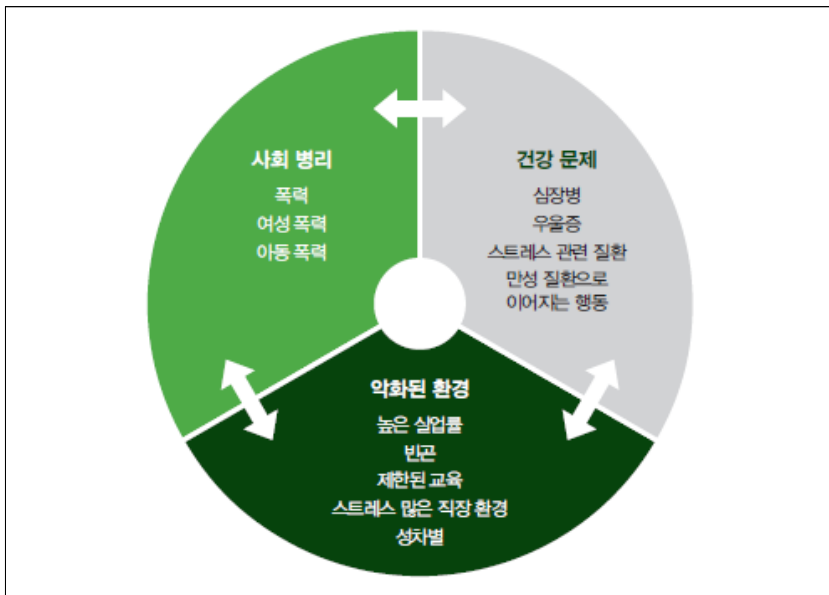 사회 병리
폭력
여성 폭력
아동 폭력
건강 문제
심장병
우울증
스트레스 관련 질환
만성 질환으로
이어지는 행동
악화된 환경
높은 실업률
빈곤
제한된 교육
스트레스 많은 직장 환경
성차별